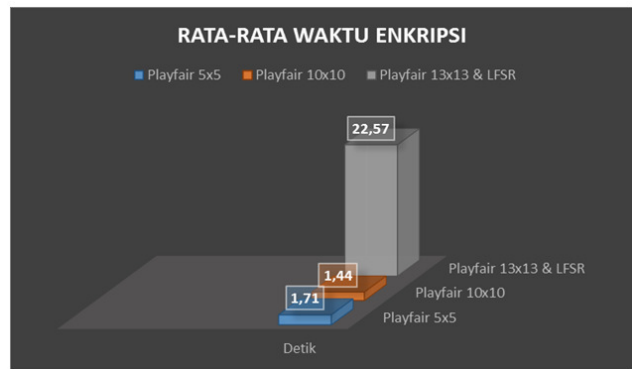 RATA-RATA WAKTU ENKRIPSI
Playfair 5x5 Playfair 10x10 Playfair 13x13 & LFSR
22,57
1,44
1,71
Playfair 13x13 & LFSR
Playfair 10x10
Playfair 5x5
Detik